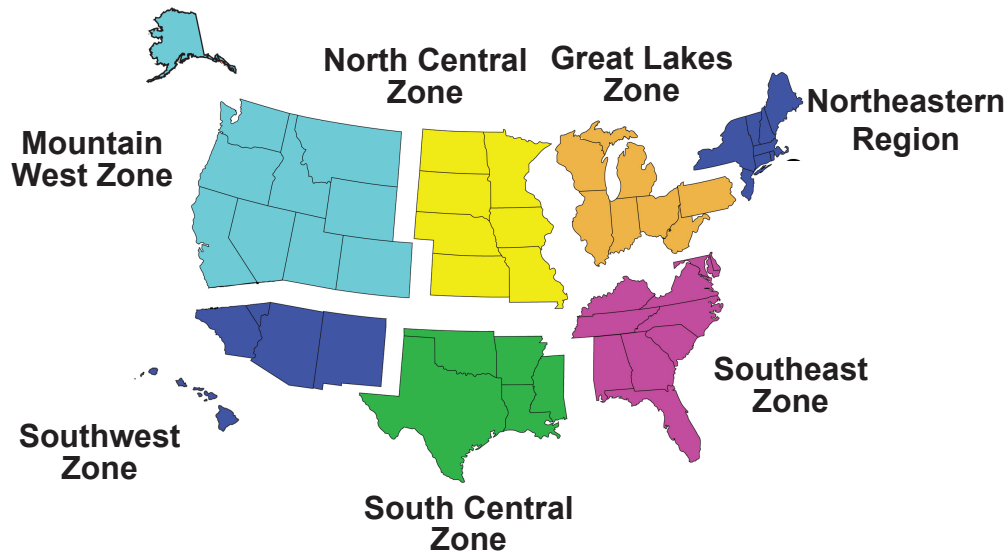 North Central
Zone
Great Lakes
Zone
Northeastern
Region
Mountain
West Zone
Southeast
Zone
Southwest
Zone
South Central
Zone